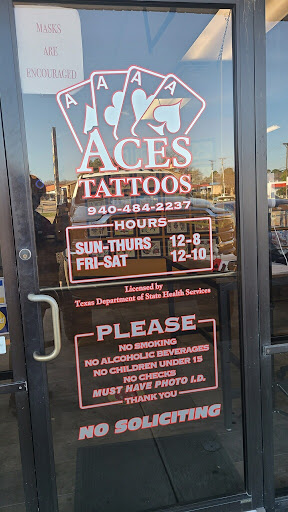 MASKS
ARE
ENCOURAGED
A A A A
ACES
TATTOOS
940-484-2237
HOURS
SUN-THURS 12-8
FRI-SAT 12-10
Licensed by
Texas Department of State Health Services
PLEASE
NO SMOKING
NO ALCOHOLIC BEVERAGES
NO CHILDREN UNDER 15
NO CHECKS
MUST HAVE PHOTO I.D.
THANK YOU
NO SOLICITING